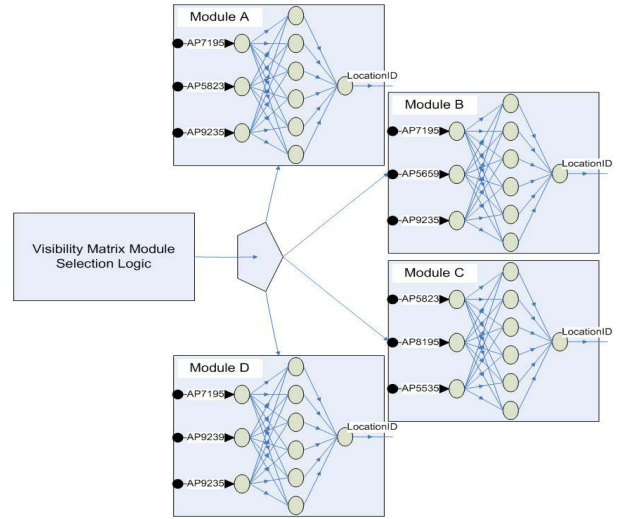 Module A
AP7195
AP5823
AP9235
LocationID
Module B
AP7195
AP5659
AP9235
LocationID
Visibility Matrix Module
Selection Logic
Module C
AP5823
AP8195
AP5535
LocationID
Module D
AP7195
AP9239
AP9235
LocationID